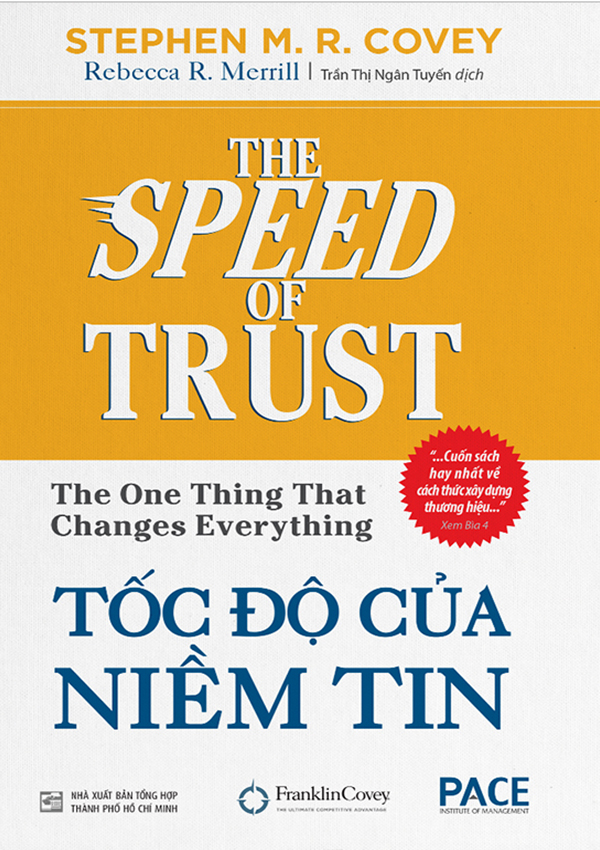 STEPHEN M. R. COVEY
Rebecca R. Merrill | Trần Thị Ngân Tuyến dịch
THE
SPEED
OF
TRUST
"...Cuốn sách
hay nhất về
cách thức xây dựng
thương hiệu..."
Xem Bìa 4
The One Thing That
Changes Everything
TỐC ĐỘ CỦA
NIỀM TIN
NHÀ XUẤT BẢN TỔNG HỢP
THÀNH PHỐ HỒ CHÍ MINH
FranklinCovey
THE ULTIMATE COMPETITIVE ADVANTAGE
PACE
INSTITUTE OF MANAGEMENT